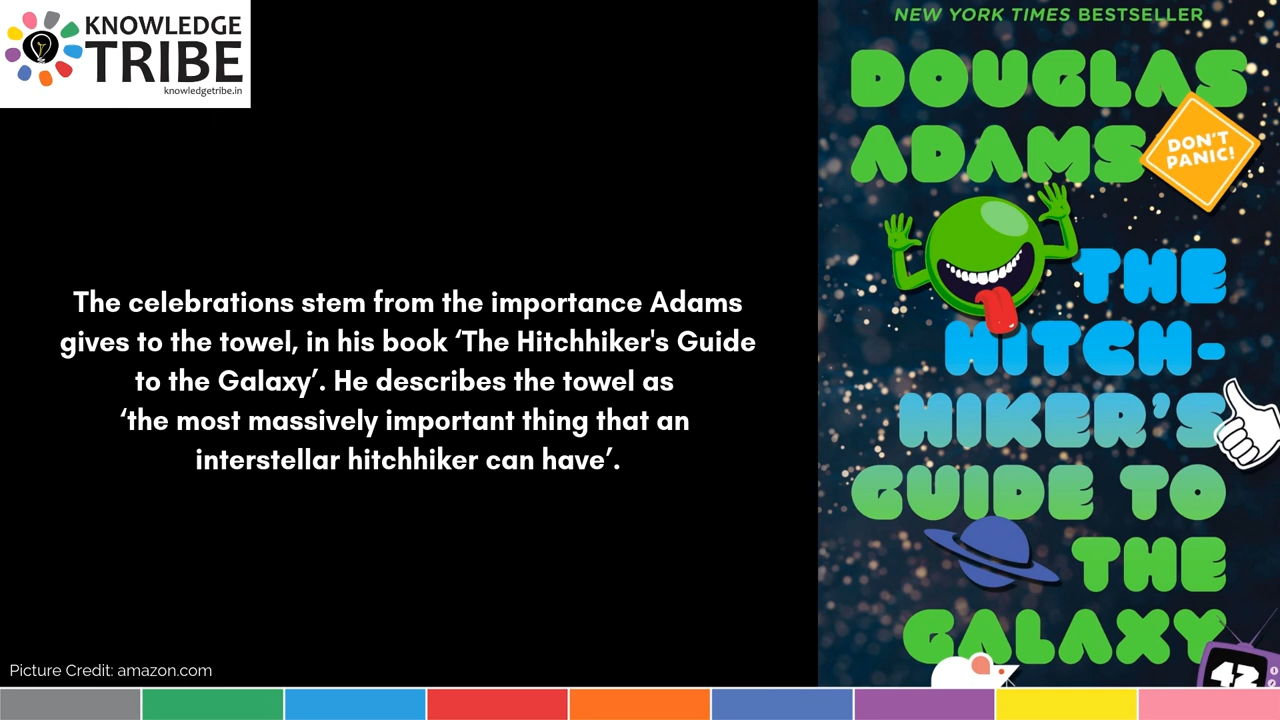 KNOWLEDGE
TRIBE
knowledgetribe.in
The celebrations stem from the importance Adams
gives to the towel, in his book ‘The Hitchhiker's Guide
to the Galaxy’. He describes the towel as
‘the most massively important thing that an
interstellar hitchhiker can have’.
Picture Credit: amazon.com
NEW YORK TIMES BESTSELLER
DOUGLAS
ADAMS
DON'T
PANIC!
THE
HITCH-
HIKER'S
GUIDE TO
THE
GALAXY
42